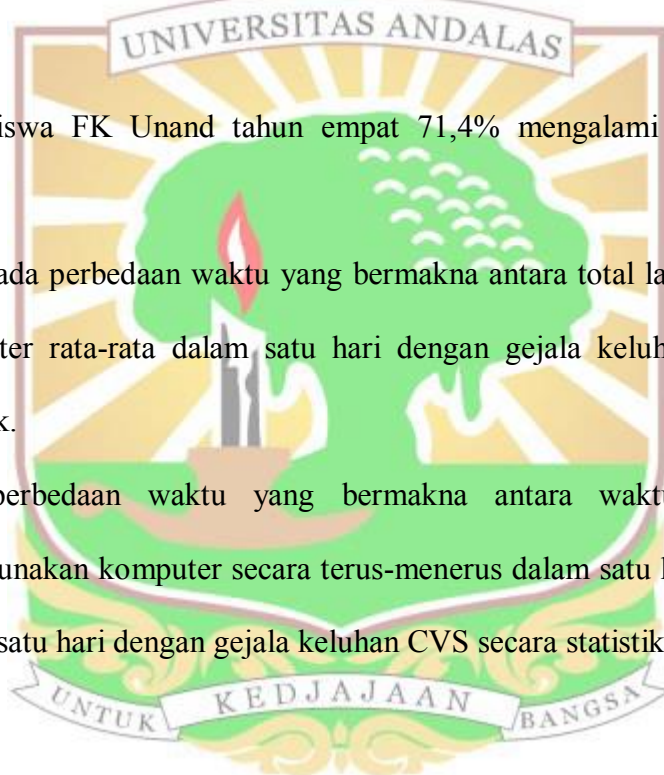 UNIVERSITAS ANDALAS
iswa FK Unand tahun empat 71,4% mengalami
ada perbedaan waktu yang bermakna antara total la
ter rata-rata dalam satu hari dengan gejala keluh
k.
perbedaan waktu yang bermakna antara waktu
unakan komputer secara terus-menerus dalam satu
satu hari dengan gejala keluhan CVS secara statistik
UNTUK KEDJAJAAN BANGSA